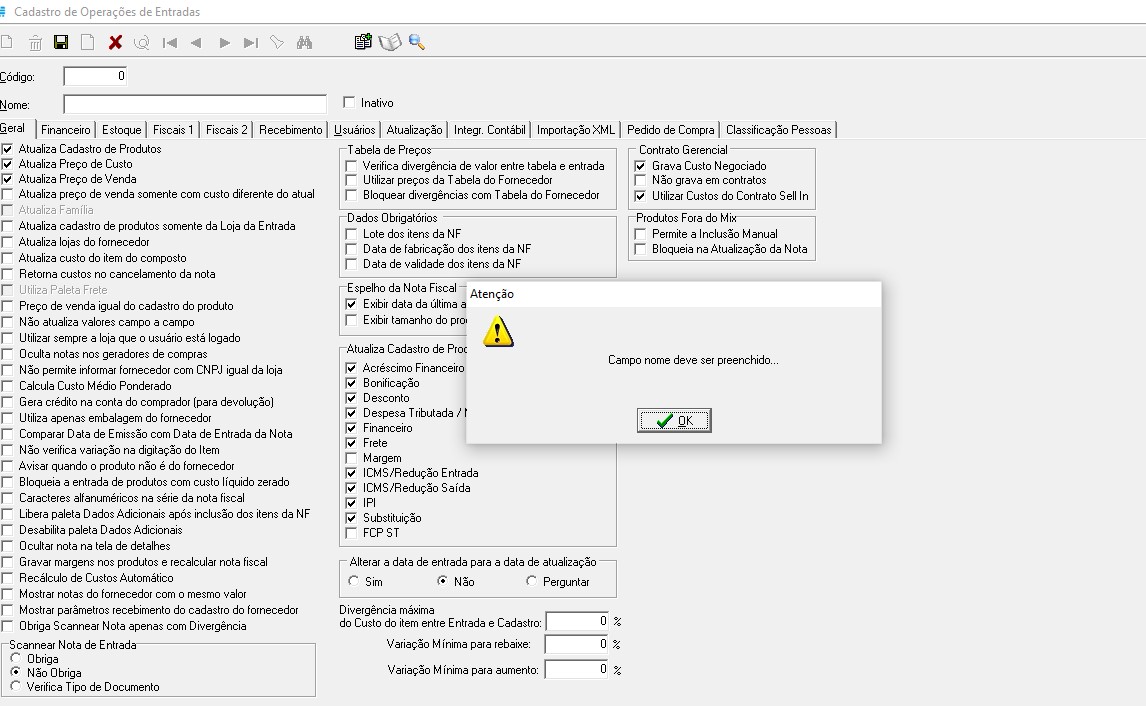 Cadastro de Operações de Entradas
Código: 0
Nome:
Inativo
Geral Financeiro Estoque Fiscais 1 Fiscais 2 Recebimento Usuários Atualização Integr. Contábil Importação XML Pedido de Compra Classificação Pessoas
Atualiza Cadastro de Produtos
Atualiza Preço de Custo
Atualiza Preço de Venda
Atualiza preço de venda somente com custo diferente do atual
Atualiza Família
Atualiza cadastro de produtos somente da Loja da Entrada
Atualiza lojas do fornecedor
Atualiza custo do item do composto
Retorna custos no cancelamento da nota
Utiliza Paleta Frete
Preço de venda igual do cadastro do produto
Não atualiza valores campo a campo
Utilizar sempre a loja que o usuário está logado
Oculta notas nos geradores de compras
Não permite informar fornecedor com CNPJ igual da loja
Calcula Custo Médio Ponderado
Gera crédito na conta do comprador (para devolução)
Utiliza apenas embalagem do fornecedor
Comparar Data de Emissão com Data de Entrada da Nota
Não verifica variação na digitação do Item
Avisar quando o produto não é do fornecedor
Bloqueia a entrada de produtos com custo líquido zerado
Caracteres alfanuméricos na série da nota fiscal
Libera paleta Dados Adicionais após inclusão dos itens da NF
Desabilita paleta Dados Adicionais
Ocultar nota na tela de detalhes
Gravar margens nos produtos e recalcular nota fiscal
Recálculo de Custos Automático
Mostrar notas do fornecedor com o mesmo valor
Mostrar parâmetros recebimento do cadastro do fornecedor
Obriga Scannear Nota apenas com Divergência
Scannear Nota de Entrada
Obriga
Não Obriga
Verifica Tipo de Documento
Tabela de Preços
Verifica divergência de valor entre tabela e entrada
Utilizar preços da Tabela do Fornecedor
Bloquear divergências com Tabela do Fornecedor
Dados Obrigatórios
Lote dos itens da NF
Data de fabricação dos itens da NF
Data de validade dos itens da NF
Espelho da Nota Fiscal
Exibir data da última a
Exibir tamanho do pro
Atualiza Cadastro de Pro
Acréscimo Financeiro
Bonificação
Desconto
Despesa Tributada /
Financeiro
Frete
Margem
ICMS/Redução Entrada
ICMS/Redução Saída
IPI
Substituição
FCP ST
Alterar a data de entrada para a data de atualização
Sim Não Perguntar
Divergência máxima
do Custo do item entre Entrada e Cadastro: 0 %
Variação Mínima para rebaixe: 0 %
Variação Mínima para aumento: 0 %
Contrato Gerencial
Grava Custo Negociado
Não grava em contratos
Utilizar Custos do Contrato Sell In
Produtos Fora do Mix
Permite a Inclusão Manual
Bloqueia na Atualização da Nota
Atenção
Campo nome deve ser preenchido...
OK